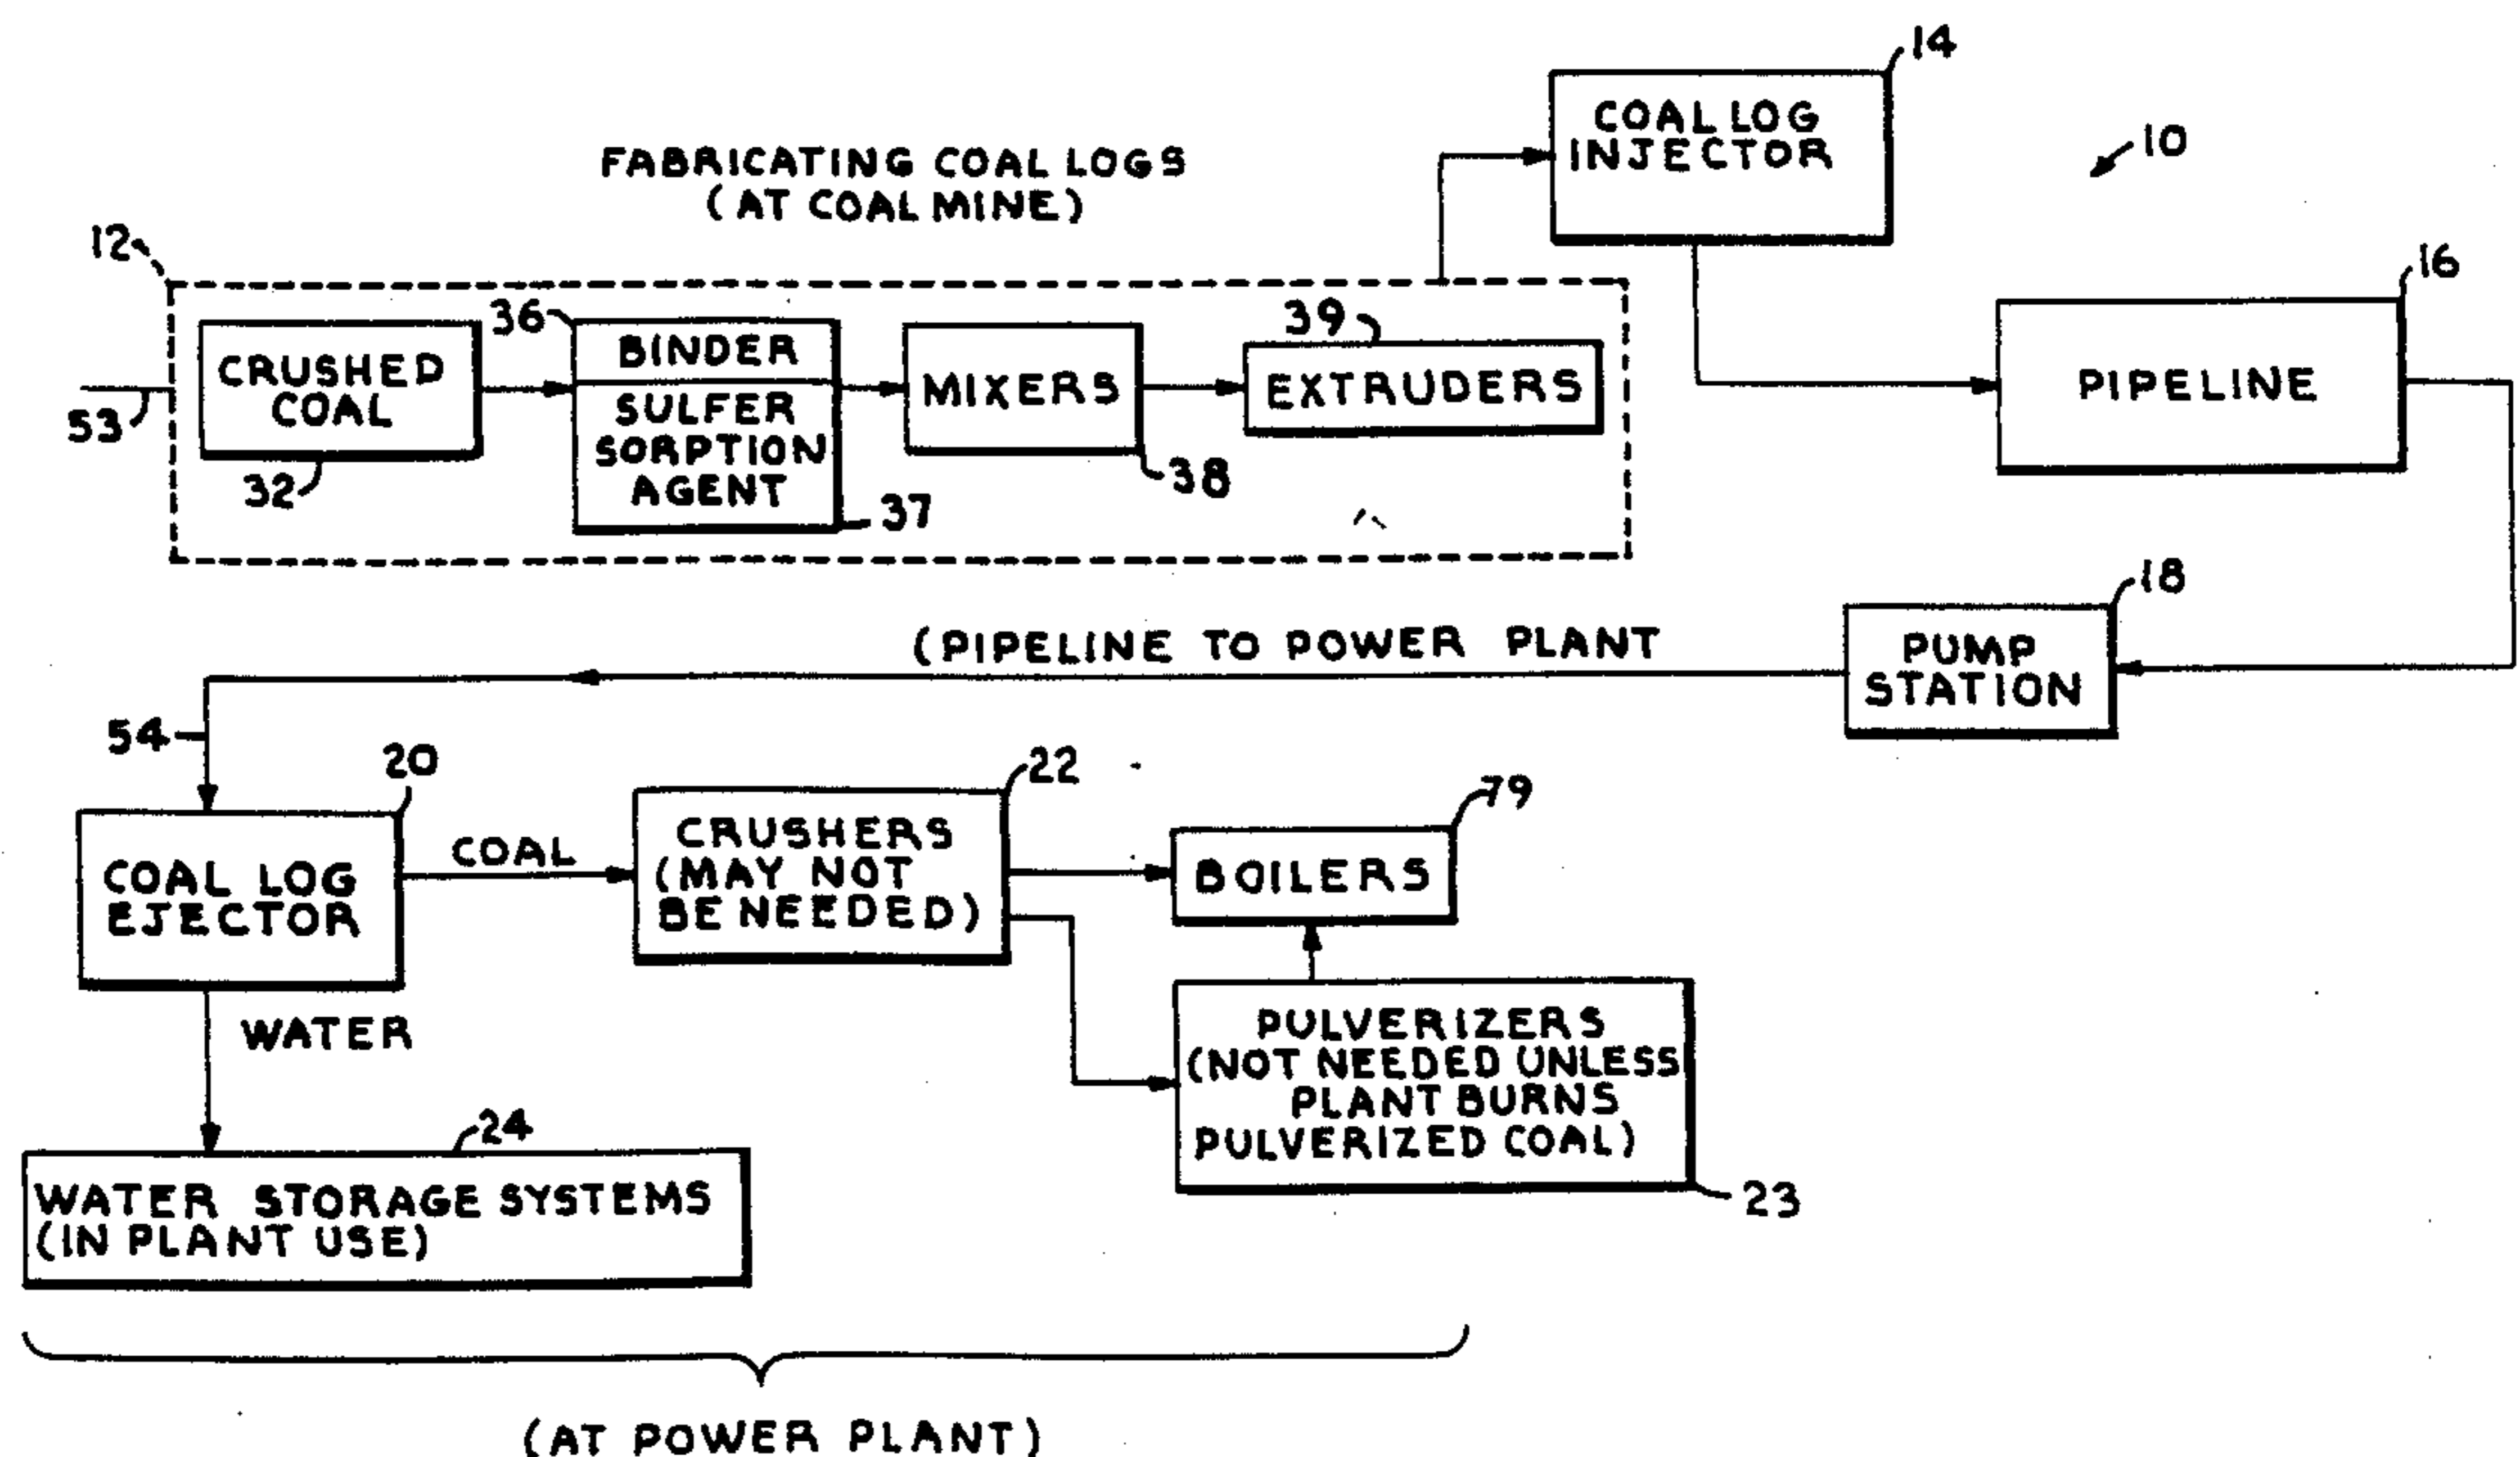 14
COAL LOG
INJECTOR
10
FABRICATING COAL LOGS
(AT COAL MINE)
12
16
36
39
CRUSHED
COAL
BINDER
SULFER
SORPTION
AGENT
MIXERS
EXTRUDERS
PIPELINE
53
32
37
38
18
(PIPELINE TO POWER PLANT
PUMP
STATION
54
20
22
79
COAL LOG
EJECTOR
COAL
CRUSHERS
(MAY NOT
BE NEEDED)
BOILERS
WATER
PULVERIZERS
(NOT NEEDED UNLESS
PLANT BURNS
PULVERIZED COAL)
23
24
WATER STORAGE SYSTEMS
(IN PLANT USE)
(AT POWER PLANT)